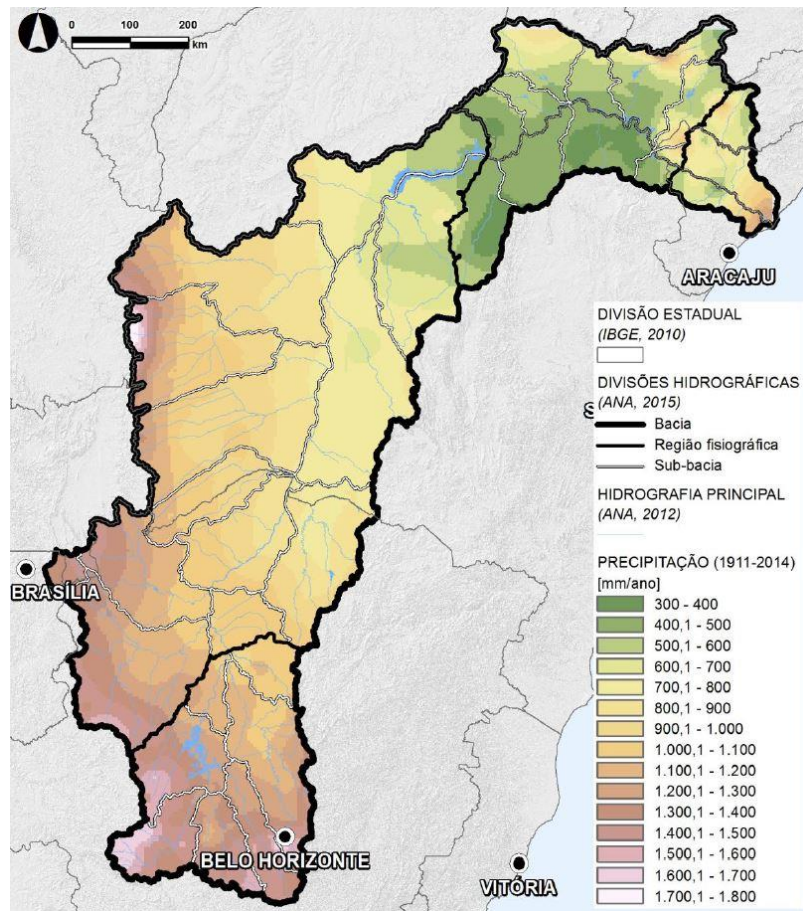 0 100 200
km
ARACAJU
DIVISÃO ESTADUAL
(IBGE, 2010)
DIVISÕES HIDROGRÁFICAS
(ANA, 2015)
Bacia
Região fisiográfica
Sub-bacia
HIDROGRAFIA PRINCIPAL
(ANA, 2012)
PRECIPITAÇÃO (1911-2014)
[mm/ano]
300 - 400
400,1 - 500
500,1 - 600
600,1 - 700
700,1 - 800
800,1 - 900
900,1 - 1.000
1.000,1 - 1.100
1.100,1 - 1.200
1.200,1 - 1.300
1.300,1 - 1.400
1.400,1 - 1.500
1.500,1 - 1.600
1.600,1 - 1.700
1.700,1 - 1.800
BRASÍLIA
BELO HORIZONTE
VITÓRIA